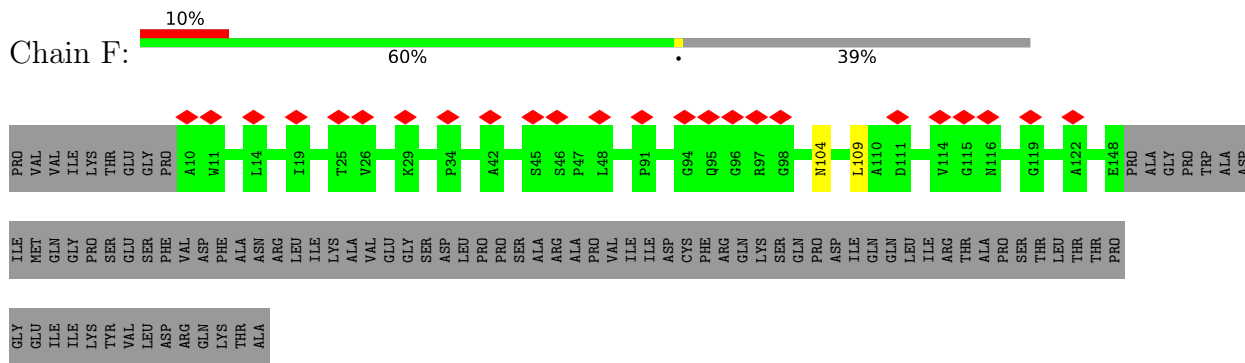 10%
Chain F:
60% • 39%
PRO VAL VAL ILE LYS THR GLU GLY PRO A10 W11 L14 I19 T25 V26 K29 P34 A42 S45 S46 P47 L48 P91 G94 Q95 G96 R97 G98 N104 L109 A110 D111 V114 G115 N116 G119 A122 E148 PRO ALA GLY PRO TRP ALA ASP
ILE MET GLN GLY PRO SER GLU SER PHE VAL ASP PHE ALA ASN ARG LEU ILE LYS ALA VAL GLU GLY SER ASP LEU PRO PRO SER ALA ARG ALA PRO VAL ILE ILE ASP CYS PHE ARG GLN LYS SER GLN PRO ASP ILE GLN GLN LEU ILE ARG THR ALA PRO SER THR LEU THR THR PRO
GLY GLU ILE ILE LYS TYR VAL LEU ASP ARG GLN LYS THR ALA